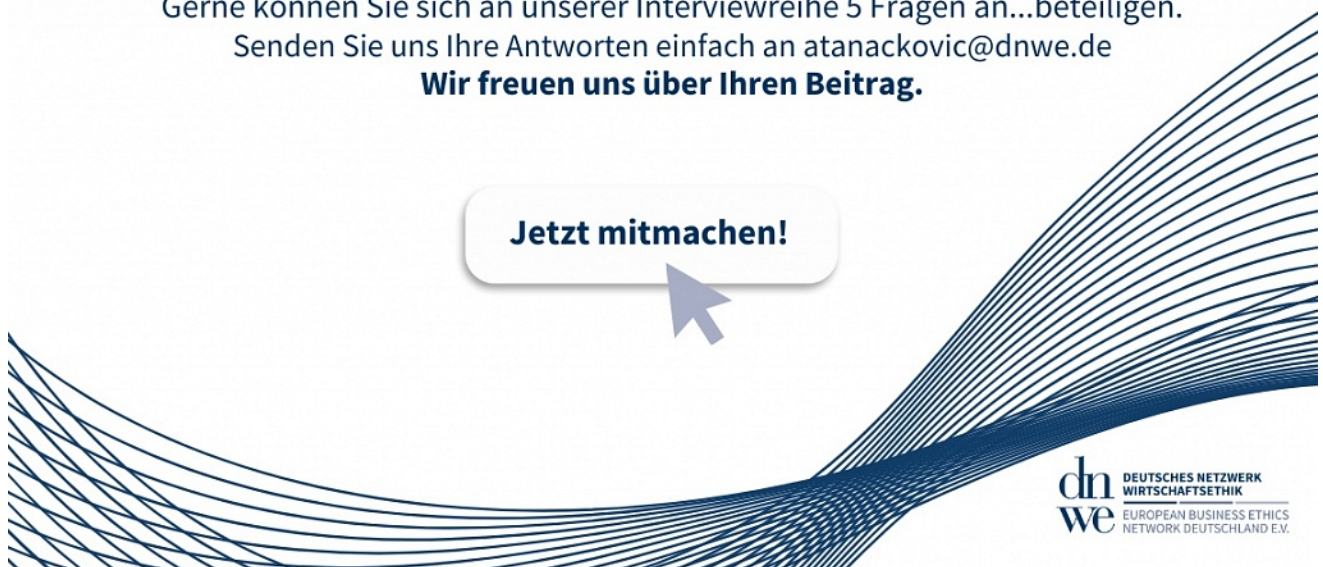 Gerne können Sie sich an unserer Interviewreihe 5 Fragen an...beteiligen.
Senden Sie uns Ihre Antworten einfach an atanackovic@dnwe.de
Wir freuen uns über Ihren Beitrag.
Jetzt mitmachen!
dn
we
DEUTSCHES NETZWERK
WIRTSCHAFTSETHIK
EUROPEAN BUSINESS ETHICS
NETWORK DEUTSCHLAND E.V.